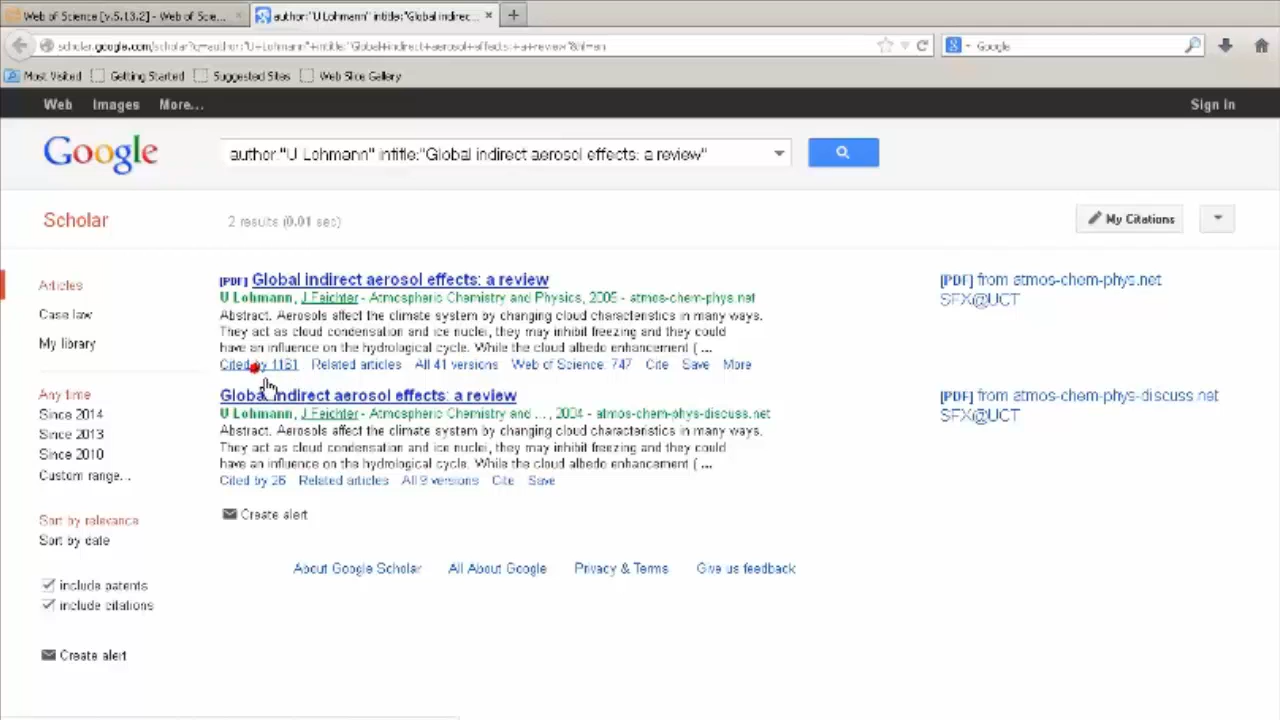 Web of Science [v.5.13.2] - Web of Scie...
author:"U Lohmann" intitle:"Global indirec...
scholar.google.com/scholar?q=author:"U+Lohmann"+intitle:"Global+indirect+aerosol+effects:+a+review"&hl=en
Google
Most Visited Getting Started Suggested Sites Web Slice Gallery
Web Images More... Sign in
Google author:"U Lohmann" intitle:"Global indirect aerosol effects: a review"
Scholar 2 results (0.01 sec) My Citations
Articles
Case law
My library
Any time
Since 2014
Since 2013
Since 2010
Custom range...
Sort by relevance
Sort by date
include patents
include citations
Create alert
[PDF] Global indirect aerosol effects: a review
U Lohmann, J Feichter - Atmospheric Chemistry and Physics, 2005 - atmos-chem-phys.net
Abstract. Aerosols affect the climate system by changing cloud characteristics in many ways.
They act as cloud condensation and ice nuclei, they may inhibit freezing and they could
have an influence on the hydrological cycle. While the cloud albedo enhancement ( ...
Cited by 1161 Related articles All 41 versions Web of Science: 747 Cite Save More
[PDF] from atmos-chem-phys.net
SFX@UCT
Global indirect aerosol effects: a review
U Lohmann, J Feichter - Atmospheric Chemistry and ..., 2004 - atmos-chem-phys-discuss.net
Abstract. Aerosols affect the climate system by changing cloud characteristics in many ways.
They act as cloud condensation and ice nuclei, they may inhibit freezing and they could
have an influence on the hydrological cycle. While the cloud albedo enhancement ( ...
Cited by 26 Related articles All 9 versions Cite Save
[PDF] from atmos-chem-phys-discuss.net
SFX@UCT
Create alert
About Google Scholar All About Google Privacy & Terms Give us feedback